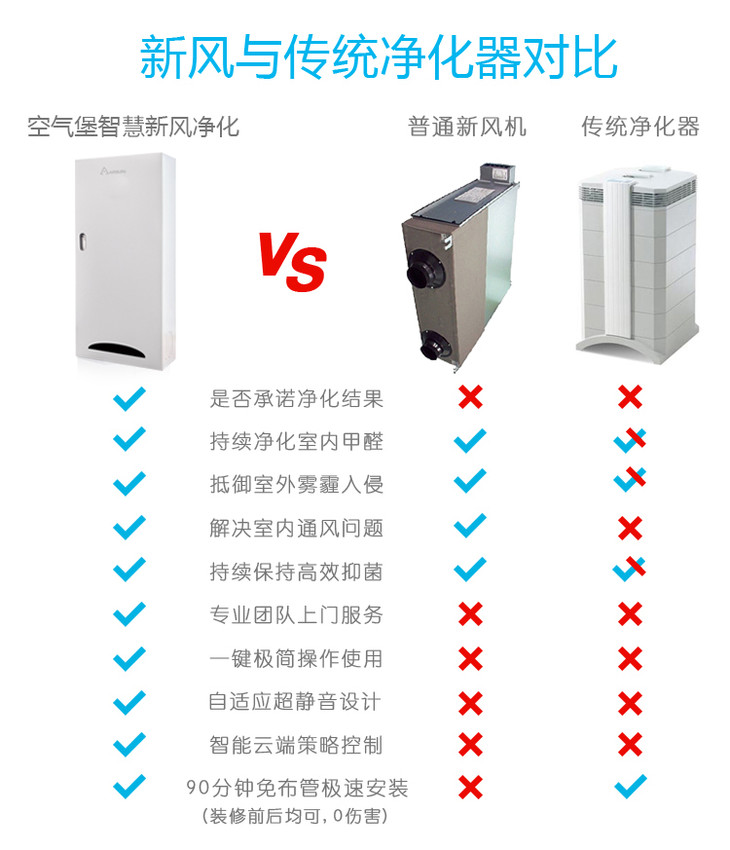 新风与传统净化器对比
空气堡智慧新风净化
普通新风机
传统净化器
VS
是否承诺净化结果
持续净化室内甲醛
抵御室外雾霾入侵
解决室内通风问题
持续保持高效抑菌
专业团队上门服务
一键极简操作使用
自适应超静音设计
智能云端策略控制
90分钟免布管极速安装
(装修前后均可,0伤害)